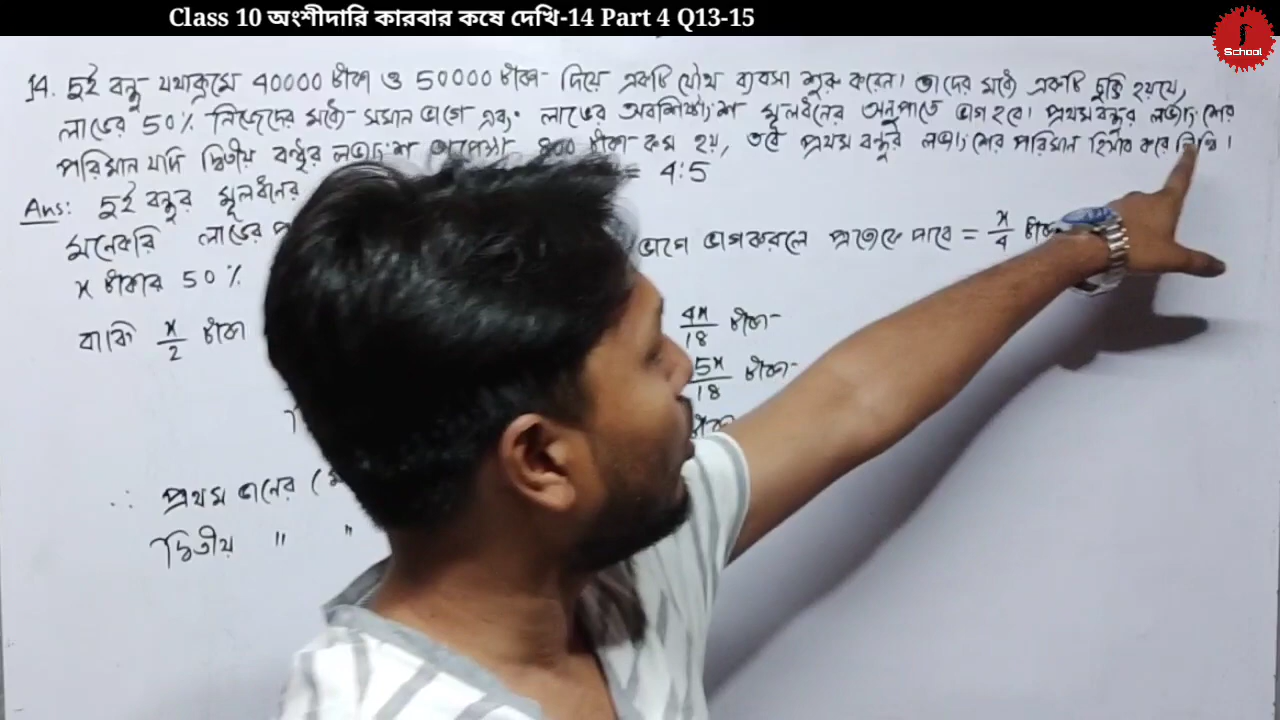 Class 10 অংশীদারি কারবার কষে দেখি-14 Part 4 Q13-15
School
14. দুই বন্ধু যথাক্রমে 40000 টাকা ও 50000 টাকা দিয়ে একটি যৌথ ব্যবসা শুরু করেন। তাদের মধ্যে একটি চুক্তি হয় যে,
লাভের 50% নিজেদের মধ্যে সমান ভাগে এবং লাভের অবশিষ্টাংশ মূলধনের অনুপাতে ভাগ হবে। প্রথম বন্ধুর লভ্যাংশের
পরিমান যদি দ্বিতীয় বন্ধুর লভ্যাংশ অপেক্ষা 800 টাকা কম হয়, তবে প্রথম বন্ধুর লভ্যাংশের পরিমান হিসাব করে লিখি।
Ans: দুই বন্ধুর মূলধনের = 4:5
মনেকরি লাভের ভাগে ভাগ করলে প্রত্যেকে পাবে = x/4 টাকা
x টাকার 50%
বাকি x/2 টাকা 4x/18 টাকা
5x/18 টাকা
টাকা
∴ প্রথম জনের (
দ্বিতীয় " "